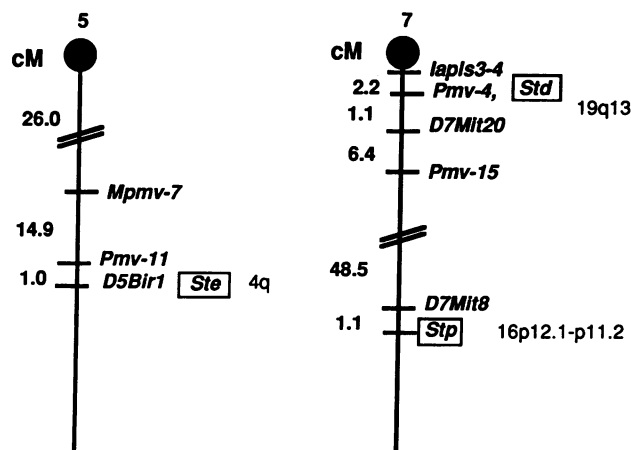 5
cM
26.0
Mpmv-7
14.9
Pmv-11
1.0 D5Bir1 Ste 4q
7
cM
Iapls3-4
2.2 Pmv-4, Std
19q13
1.1 D7Mit20
6.4
Pmv-15
48.5
D7Mit8
1.1 Stp 16p12.1-p11.2